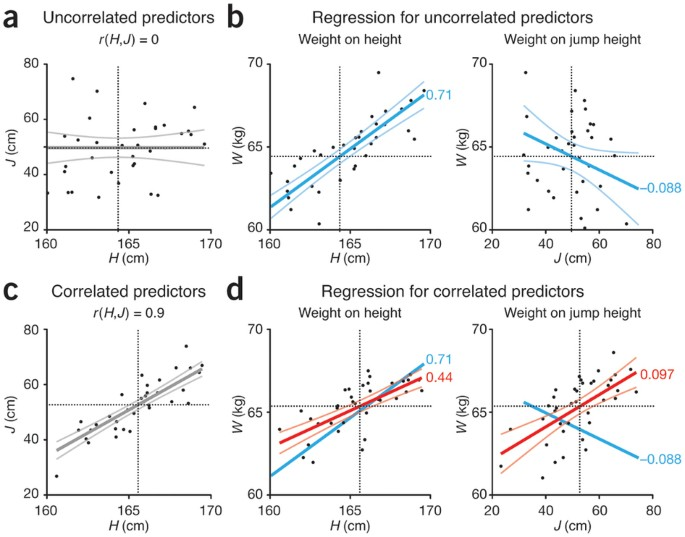 a
Uncorrelated predictors
r(H,J) = 0
80
60
40
20
J (cm)
160
165
170
H (cm)
b
Regression for uncorrelated predictors
Weight on height
70
65
60
W (kg)
0.71
160
165
170
H (cm)
Weight on jump height
70
65
60
W (kg)
–0.088
20
40
60
80
J (cm)
c
Correlated predictors
r(H,J) = 0.9
80
60
40
20
J (cm)
160
165
170
H (cm)
d
Regression for correlated predictors
Weight on height
70
65
60
W (kg)
0.71
0.44
160
165
170
H (cm)
Weight on jump height
70
65
60
W (kg)
0.097
–0.088
20
40
60
80
J (cm)